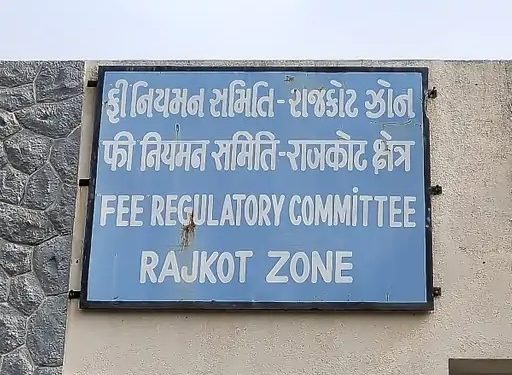 ફી નિયમન સમિતિ-રાજકોટ ઝોન
फी नियमन समिति-राजकोट क्षेत्र
FEE REGULATORY COMMITTEE
RAJKOT ZONE